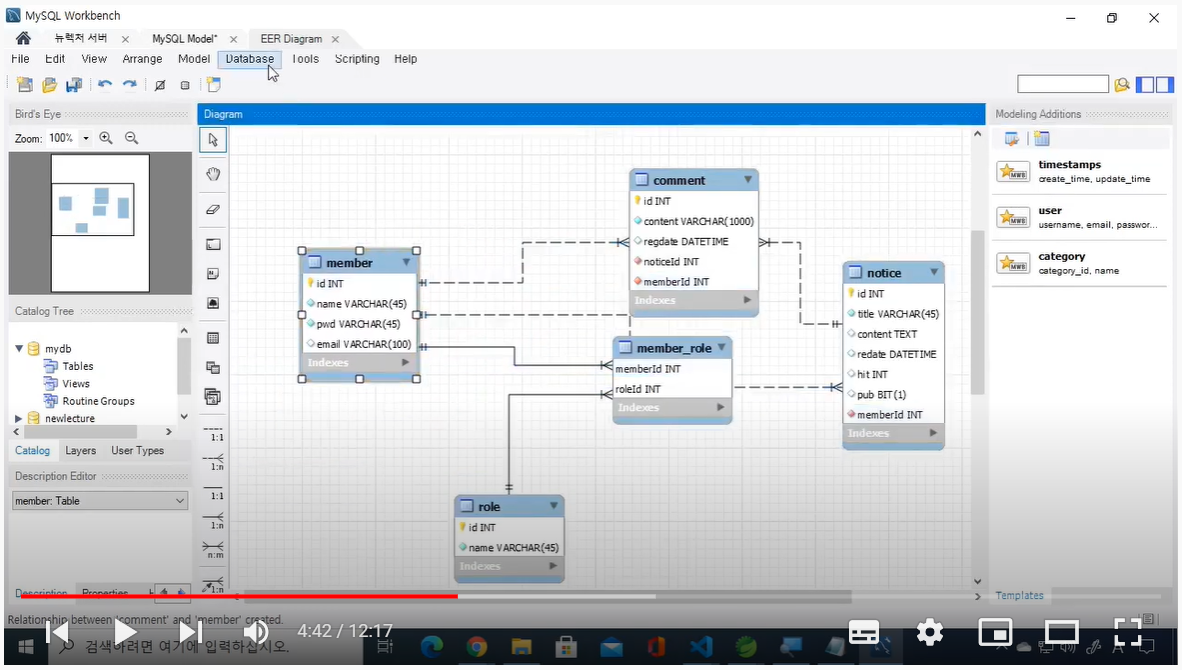 MySQL Workbench
뉴렉처 서버 × MySQL Model* × EER Diagram ×
File Edit View Arrange Model Database Tools Scripting Help
Bird's Eye
Zoom: 100%
Catalog Tree
mydb
Tables
Views
Routine Groups
newlecture
Catalog Layers User Types
Description Editor
member: Table
Description Properties H
Diagram
1:1
1:n
1:1
1:n
n:m
1:n
member
id INT
name VARCHAR(45)
pwd VARCHAR(45)
email VARCHAR(100)
Indexes
comment
id INT
content VARCHAR(1000)
regdate DATETIME
noticeId INT
memberId INT
Indexes
member_role
memberId INT
roleId INT
Indexes
notice
id INT
title VARCHAR(45)
content TEXT
redate DATETIME
hit INT
pub BIT(1)
memberId INT
Indexes
role
id INT
name VARCHAR(45)
Indexes
Modeling Additions
timestamps
create_time, update_time
user
username, email, passwor...
category
category_id, name
Templates
Relationship between 'comment' and 'member' created.
4:42 / 12:17
검색하려면 여기에 입력하십시오.